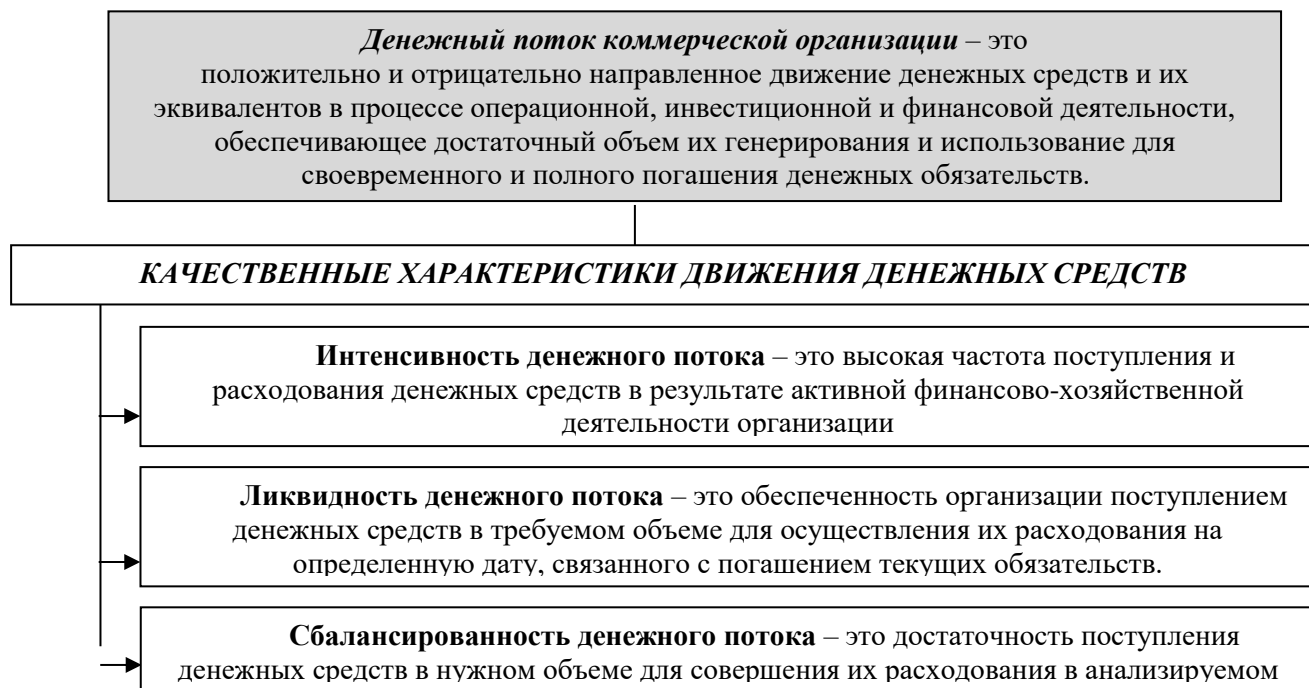 Денежный поток коммерческой организации – это
положительно и отрицательно направленное движение денежных средств и их
эквивалентов в процессе операционной, инвестиционной и финансовой деятельности,
обеспечивающее достаточный объем их генерирования и использование для
своевременного и полного погашения денежных обязательств.
КАЧЕСТВЕННЫЕ ХАРАКТЕРИСТИКИ ДВИЖЕНИЯ ДЕНЕЖНЫХ СРЕДСТВ
Интенсивность денежного потока – это высокая частота поступления и
расходования денежных средств в результате активной финансово-хозяйственной
деятельности организации
Ликвидность денежного потока – это обеспеченность организации поступлением
денежных средств в требуемом объеме для осуществления их расходования на
определенную дату, связанного с погашением текущих обязательств.
Сбалансированность денежного потока – это достаточность поступления
денежных средств в нужном объеме для совершения их расходования в анализируемом